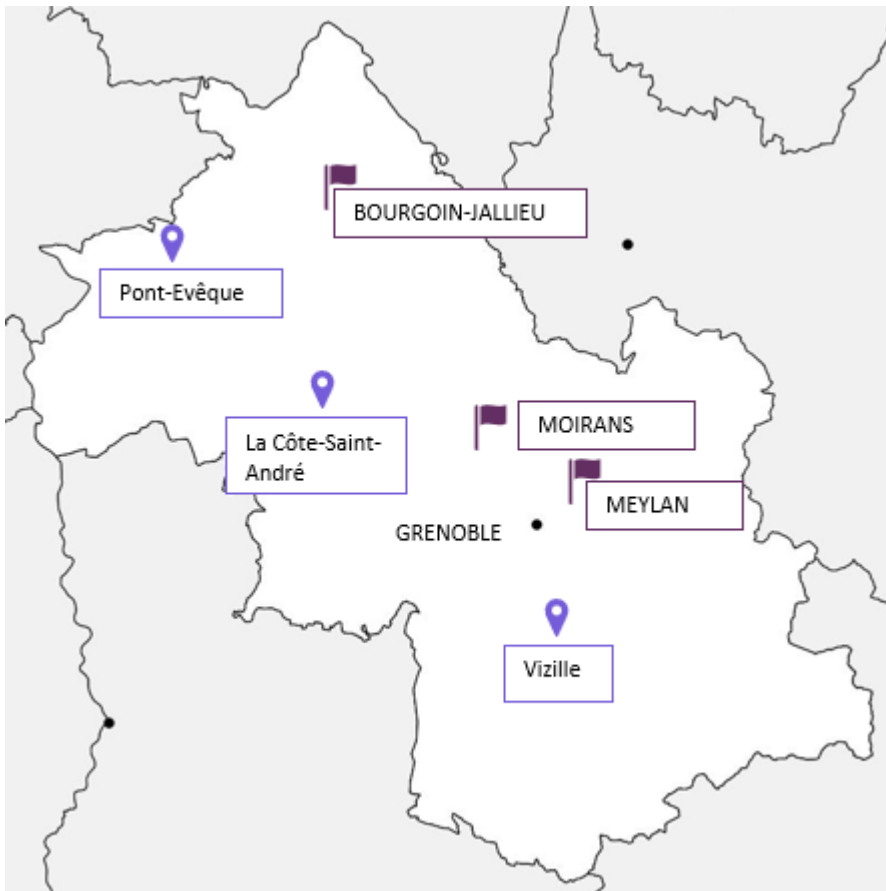 BOURGOIN-JALLIEU
Pont-Evêque
La Côte-Saint-
André
MOIRANS
MEYLAN
GRENOBLE
Vizille